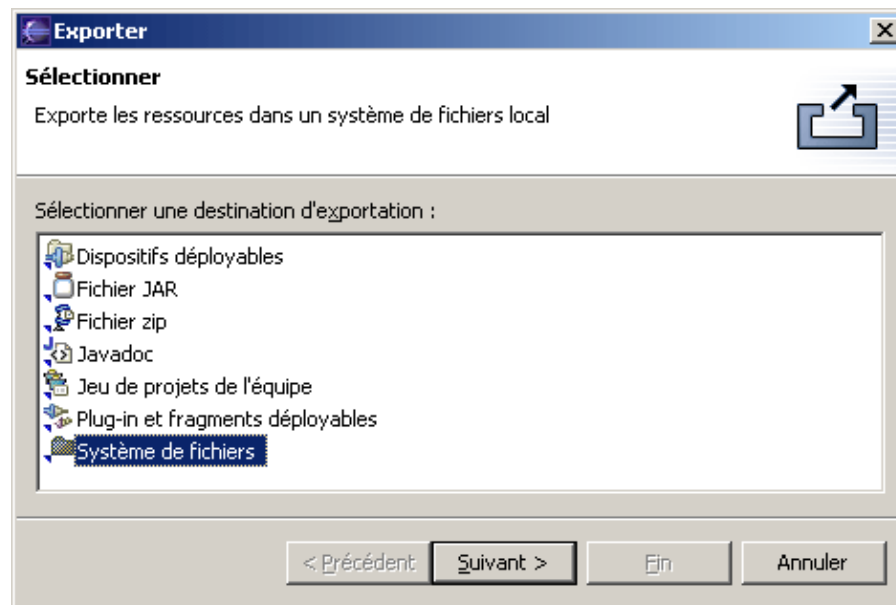 Exporter
Sélectionner
Exporte les ressources dans un système de fichiers local
Sélectionner une destination d'exportation :
Dispositifs déployables
Fichier JAR
Fichier zip
Javadoc
Jeu de projets de l'équipe
Plug-in et fragments déployables
Système de fichiers
< Précédent
Suivant >
Fin
Annuler